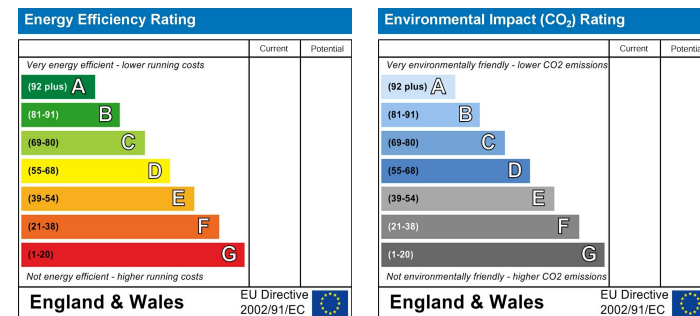 Energy Efficiency Rating
Current Potential
Very energy efficient - lower running costs
(92 plus) A
(81-91) B
(69-80) C
(55-68) D
(39-54) E
(21-38) F
(1-20) G
Not energy efficient - higher running costs
England & Wales
EU Directive
2002/91/EC
Environmental Impact (CO₂) Rating
Current Potentia
Very environmentally friendly - lower CO2 emissions
(92 plus) A
(81-91) B
(69-80) C
(55-68) D
(39-54) E
(21-38) F
(1-20) G
Not environmentally friendly - higher CO2 emissions
England & Wales
EU Directive
2002/91/EC